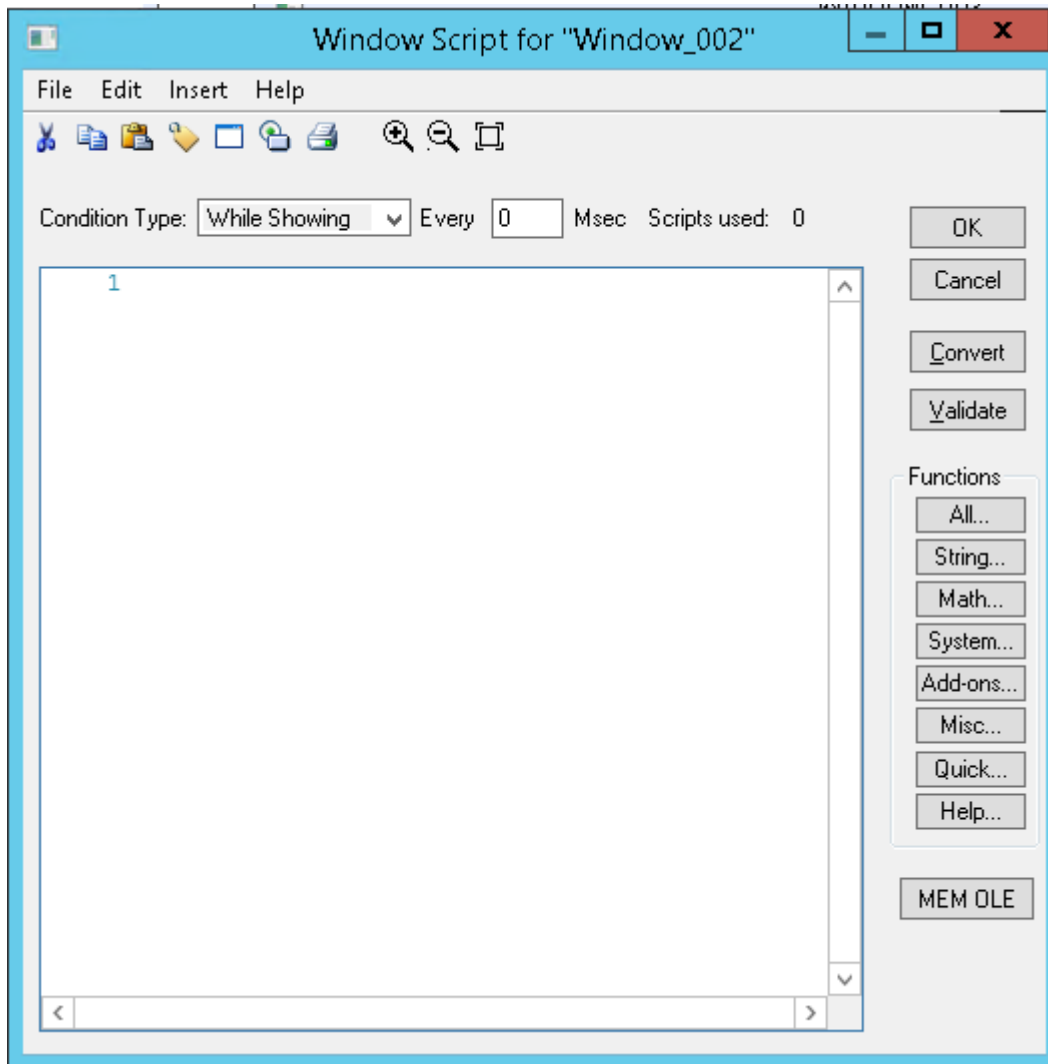 Window Script for "Window_002"
File Edit Insert Help
Condition Type: While Showing Every 0 Msec Scripts used: 0
OK
1
Cancel
Convert
Validate
Functions
All...
String...
Math...
System...
Add-ons...
Misc...
Quick...
Help...
MEM OLE